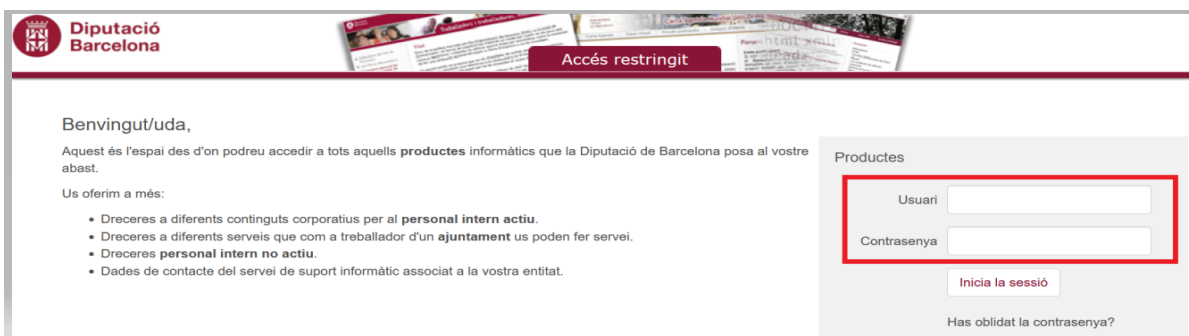 Diputació
Barcelona
Accés restringit
Benvingut/uda,
Aquest és l'espai des d'on podreu accedir a tots aquells productes informàtics que la Diputació de Barcelona posa al vostre
abast.
Us oferim a més:
• Dreceres a diferents continguts corporatius per al personal intern actiu.
• Dreceres a diferents serveis que com a treballador d'un ajuntament us poden fer servei.
• Dreceres personal intern no actiu.
• Dades de contacte del servei de suport informàtic associat a la vostra entitat.
Productes
Usuari
Contrasenya
Inicia la sessió
Has oblidat la contrasenya?